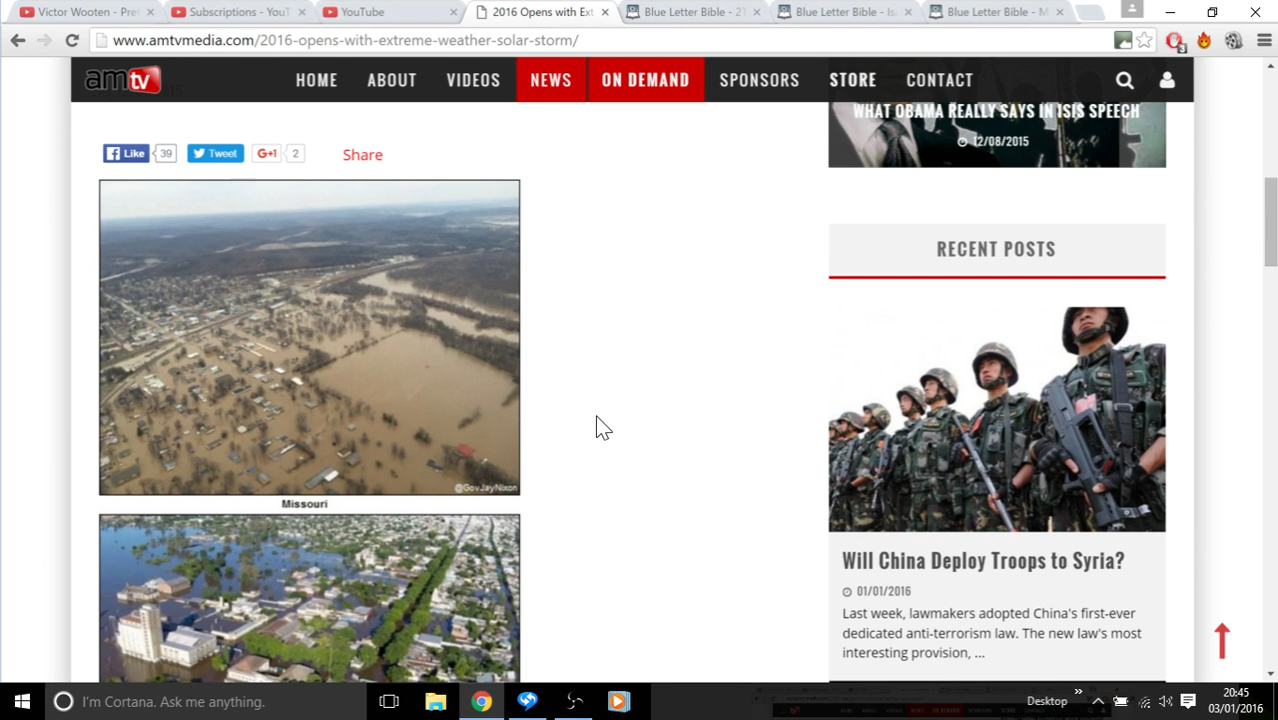 Victor Wooten - Pre
Subscriptions - YouT
YouTube
2016 Opens with Ext
Blue Letter Bible - 2T
Blue Letter Bible - Isa
Blue Letter Bible - M
www.amtvmedia.com/2016-opens-with-extreme-weather-solar-storm/
3
amtv
HOME
ABOUT
VIDEOS
NEWS
ON DEMAND
SPONSORS
STORE
CONTACT
WHAT OBAMA REALLY SAYS IN ISIS SPEECH
12/08/2015
Like 39
Tweet
G+1 2
Share
@GovJayNixon
Missouri
RECENT POSTS
Will China Deploy Troops to Syria?
01/01/2016
Last week, lawmakers adopted China's first-ever
dedicated anti-terrorism law. The new law's most
interesting provision, ...
I'm Cortana. Ask me anything.
Desktop
20:45
03/01/2016